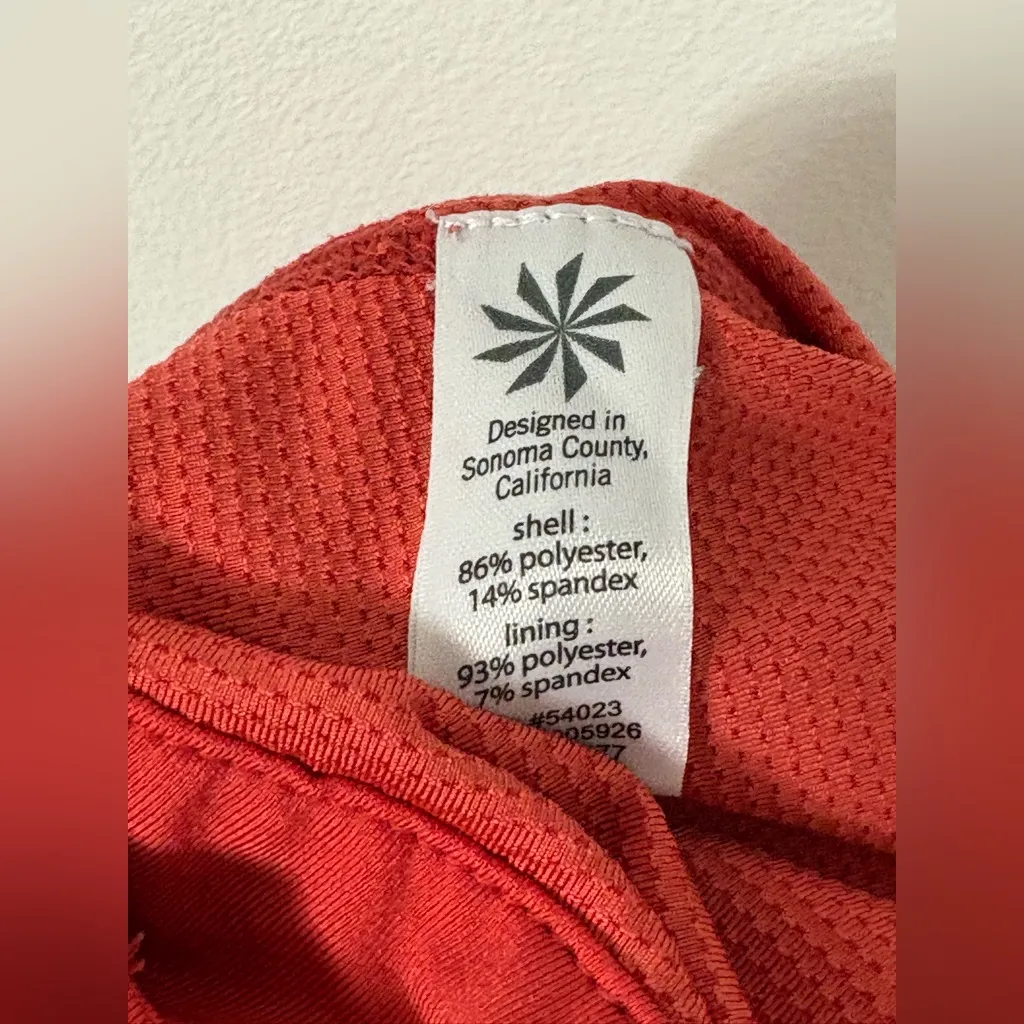 Designed in
Sonoma County,
California
shell :
86% polyester,
14% spandex
lining :
93% polyester,
7% spandex
#54023